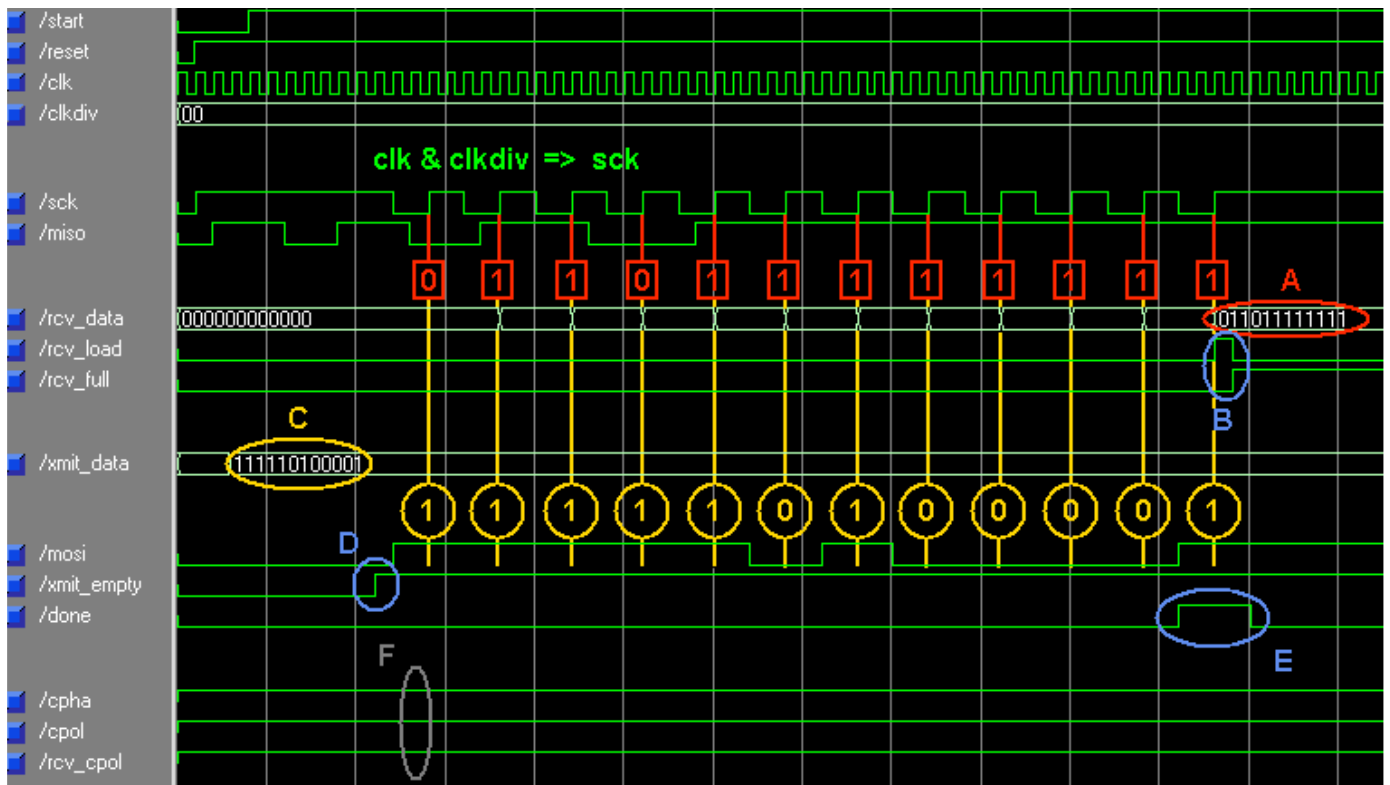 /start
/reset
/clk
/clkdiv 00
clk & clkdiv => sck
/sck
/miso
0 1 1 0 1 1 1 1 1 1 1 1 A
/rcv_data 000000000000 011011111111
/rcv_load
/rcv_full
B
C
/xmit_data 111110100001
1 1 1 1 1 0 1 0 0 0 0 1
D
/mosi
/xmit_empty
/done
F E
/cpha
/cpol
/rcv_cpol